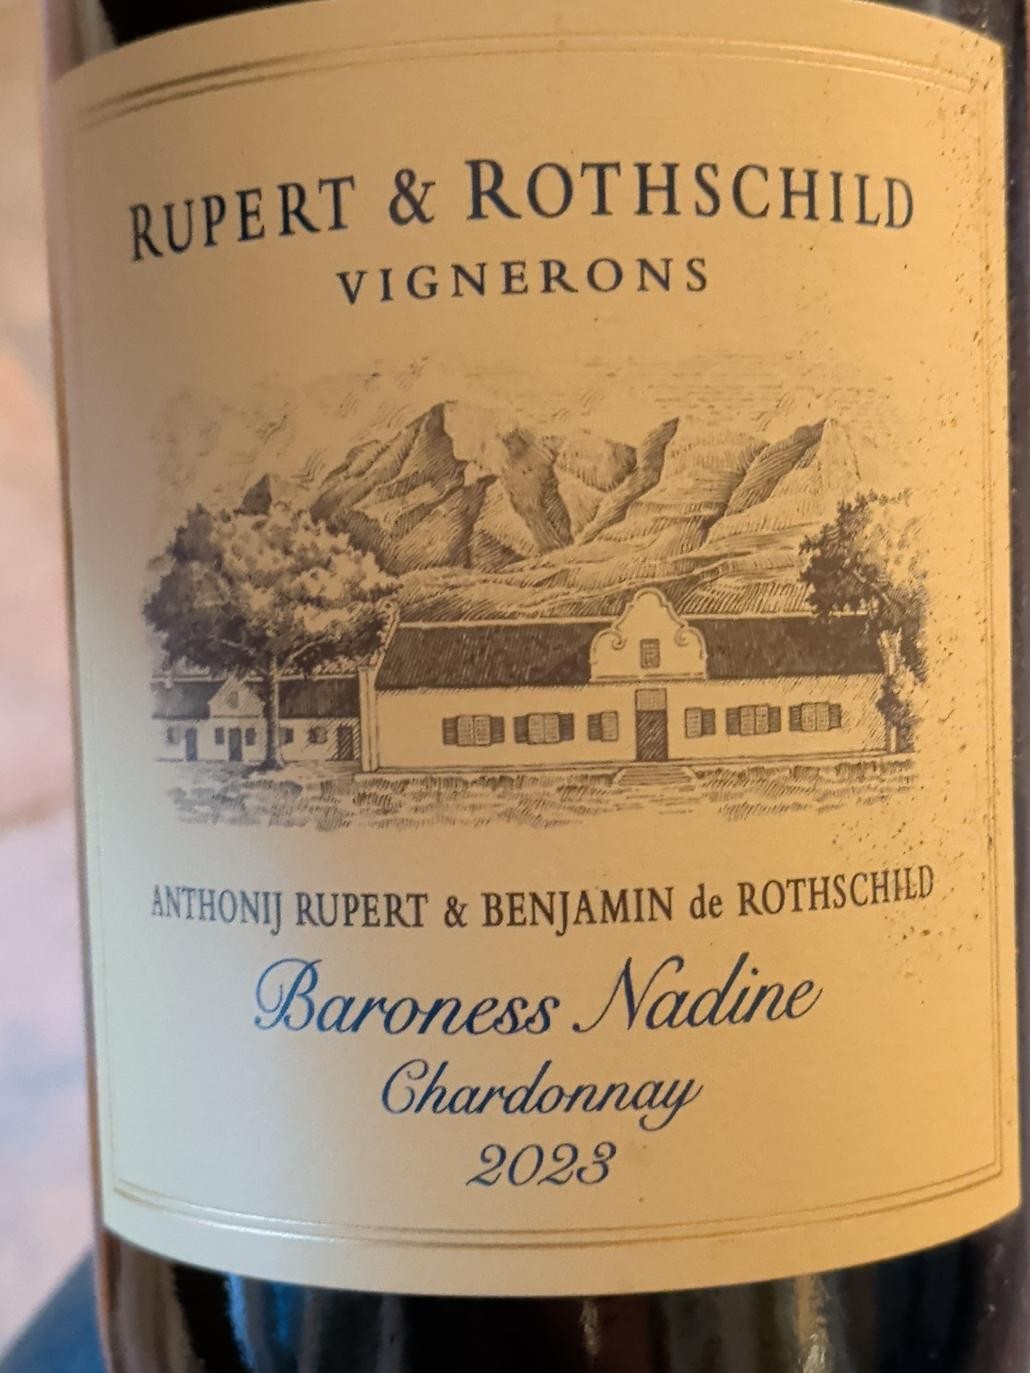 RUPERT & ROTHSCHILD
VIGNERONS
ANTHONIJ RUPERT & BENJAMIN de ROTHSCHILD
Baroness Nadine
Chardonnay
2023